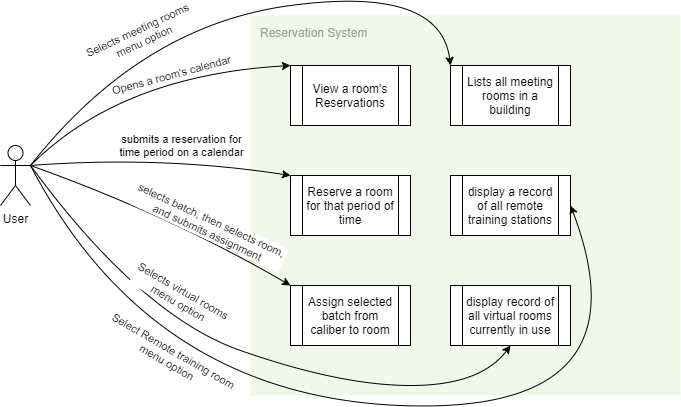 Reservation System
Selects meeting rooms
menu option
Opens a room's calendar
View a room's
Reservations
Lists all meeting
rooms in a
building
submits a reservation for
time period on a calendar
User
Reserve a room
for that period of
time
display a record
of all remote
training stations
selects batch, then selects room,
and submits assignment
Selects virtual rooms
menu option
Assign selected
batch from
caliber to room
display record of
all virtual rooms
currently in use
Select Remote training room
menu option